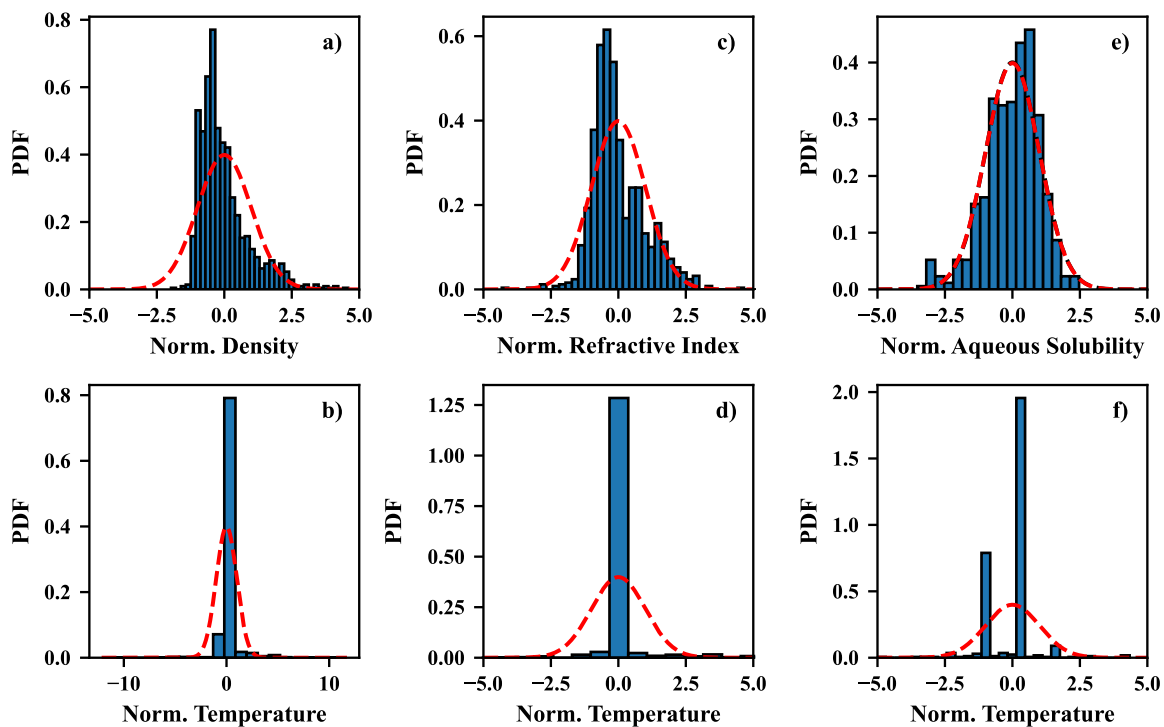 a)
0.8
0.6
0.4
0.2
0.0
PDF
−5.0 −2.5 0.0 2.5 5.0
Norm. Density
c)
0.6
0.4
0.2
0.0
PDF
−5.0 −2.5 0.0 2.5 5.0
Norm. Refractive Index
e)
0.4
0.3
0.2
0.1
0.0
PDF
−5.0 −2.5 0.0 2.5 5.0
Norm. Aqueous Solubility
b)
0.8
0.6
0.4
0.2
0.0
PDF
−10 0 10
Norm. Temperature
d)
1.25
1.00
0.75
0.50
0.25
0.00
PDF
−5.0 −2.5 0.0 2.5 5.0
Norm. Temperature
f)
2.0
1.5
1.0
0.5
0.0
PDF
−5.0 −2.5 0.0 2.5 5.0
Norm. Temperature